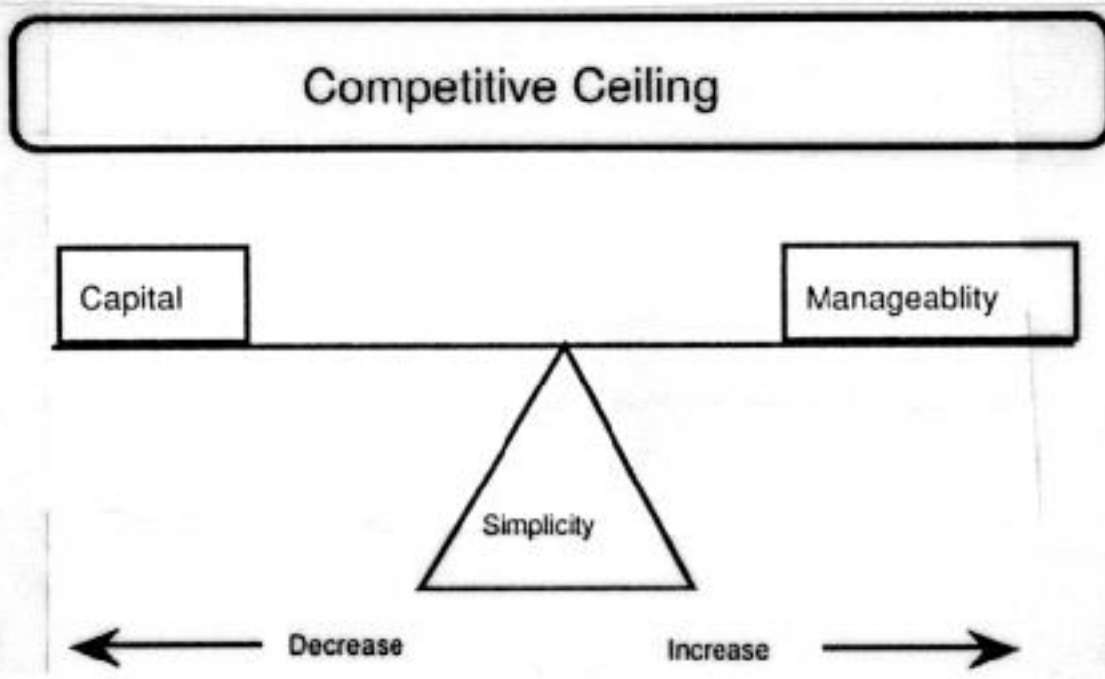 Competitive Ceiling
Capital
Manageablity
Simplicity
Decrease
Increase